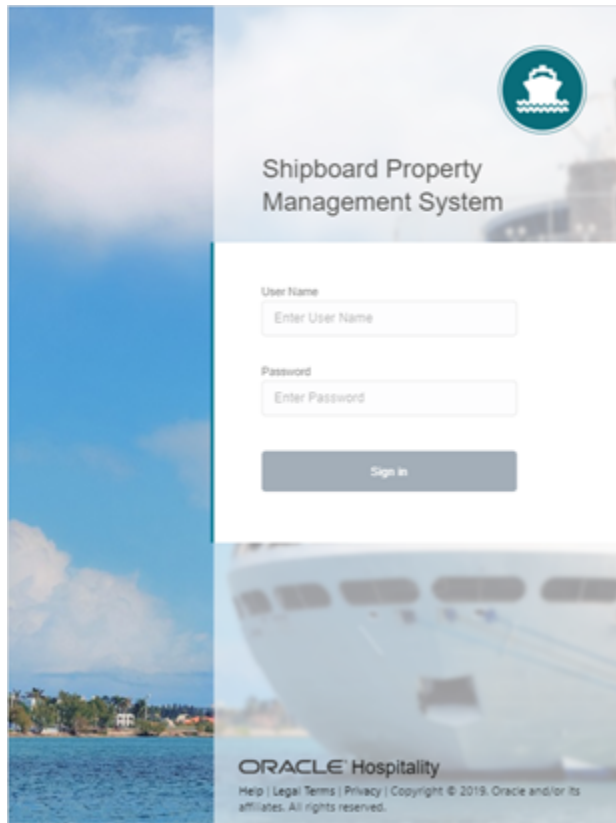 Shipboard Property
Management System
User Name
Enter User Name
Password
Enter Password
Sign in
ORACLE® Hospitality
Help | Legal Terms | Privacy | Copyright © 2019. Oracle and/or its
affiliates. All rights reserved.